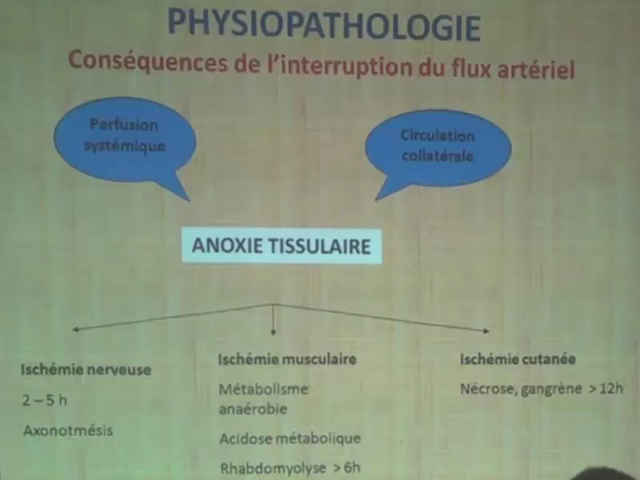 PHYSIOPATHOLOGIE
Conséquences de l'interruption du flux artériel
Perfusion
systémique
Circulation
collatérale
ANOXIE TISSULAIRE
Ischémie nerveuse
2 – 5 h
Axonotmésis
Ischémie musculaire
Métabolisme
anaérobie
Acidose métabolique
Rhabdomyolyse > 6h
Ischémie cutanée
Nécrose, gangrène > 12h